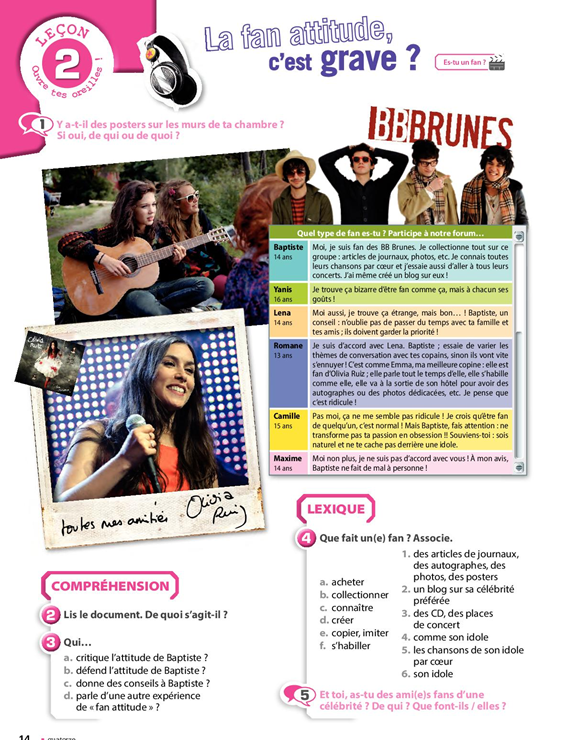 LEÇON
2
Ouvre tes oreilles !
La fan attitude,
c'est grave ?
Es-tu un fan ?
1 Y a-t-il des posters sur les murs de ta chambre ?
Si oui, de qui ou de quoi ?
BBBRUNES
Quel type de fan es-tu ? Participe à notre forum…
Baptiste
14 ans
Moi, je suis fan des BB Brunes. Je collectionne tout sur ce
groupe : articles de journaux, photos, etc. Je connais toutes
leurs chansons par cœur et j'essaie aussi d'aller à tous leurs
concerts. J'ai même créé un blog sur eux !
Yanis
16 ans
Je trouve ça bizarre d'être fan comme ça, mais à chacun ses
goûts !
Lena
14 ans
Moi aussi, je trouve ça étrange, mais bon… ! Baptiste, un
conseil : n'oublie pas de passer du temps avec ta famille et
tes amis ; ils doivent garder la priorité !
Romane
13 ans
Je suis d'accord avec Lena. Baptiste ; essaie de varier les
thèmes de conversation avec tes copains, sinon ils vont vite
s'ennuyer ! C'est comme Emma, ma meilleure copine : elle est
fan d'Olivia Ruiz ; elle parle tout le temps d'elle, elle s'habille
comme elle, elle va à la sortie de son hôtel pour avoir des
autographes ou des photos dédicacées, etc. Je pense que
c'est ridicule !
Camille
15 ans
Pas moi, ça ne me semble pas ridicule ! Je crois qu'être fan
de quelqu'un, c'est normal ! Mais Baptiste, fais attention : ne
transforme pas ta passion en obsession !! Souviens-toi : sois
naturel et ne te cache pas derrière une idole.
Maxime
14 ans
Moi non plus, je ne suis pas d'accord avec vous ! À mon avis,
Baptiste ne fait de mal à personne !
Olivia
Ruiz
toutes mes amitiés Olivia
Ruiz
COMPRÉHENSION
2 Lis le document. De quoi s'agit-il ?
3 Qui…
a. critique l'attitude de Baptiste ?
b. défend l'attitude de Baptiste ?
c. donne des conseils à Baptiste ?
d. parle d'une autre expérience
de « fan attitude » ?
LEXIQUE
4 Que fait un(e) fan ? Associe.
a. acheter
b. collectionner
c. connaître
d. créer
e. copier, imiter
f. s'habiller
1. des articles de journaux,
des autographes, des
photos, des posters
2. un blog sur sa célébrité
préférée
3. des CD, des places
de concert
4. comme son idole
5. les chansons de son idole
par cœur
6. son idole
5 Et toi, as-tu des ami(e)s fans d'une
célébrité ? De qui ? Que font-ils / elles ?
14 • quatorze